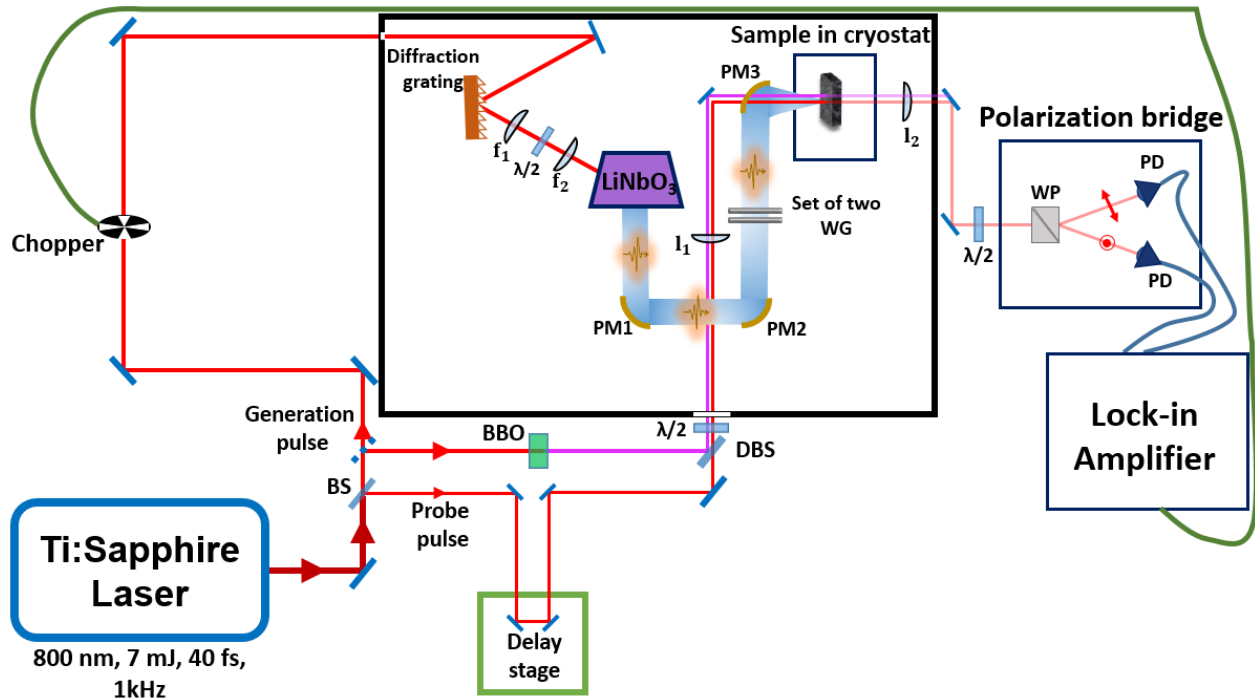 Sample in cryostat
Diffraction
grating
PM3
f₁
λ/2
f₂
l₂
Polarization bridge
LiNbO₃
PD
WP
Set of two
WG
Chopper
l₁
λ/2
PD
PM1
PM2
Generation
pulse
BBO
λ/2
DBS
Lock-in
Amplifier
BS
Probe
pulse
Ti:Sapphire
Laser
Delay
stage
800 nm, 7 mJ, 40 fs,
1kHz